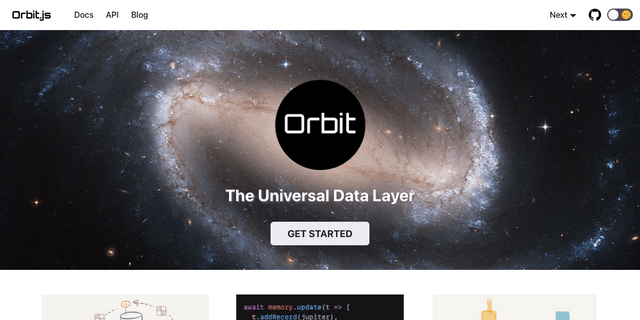 Orbit.js Docs API Blog Next
Orbit
The Universal Data Layer
GET STARTED
await memory.update(t => [
t.addRecord(jupiter),